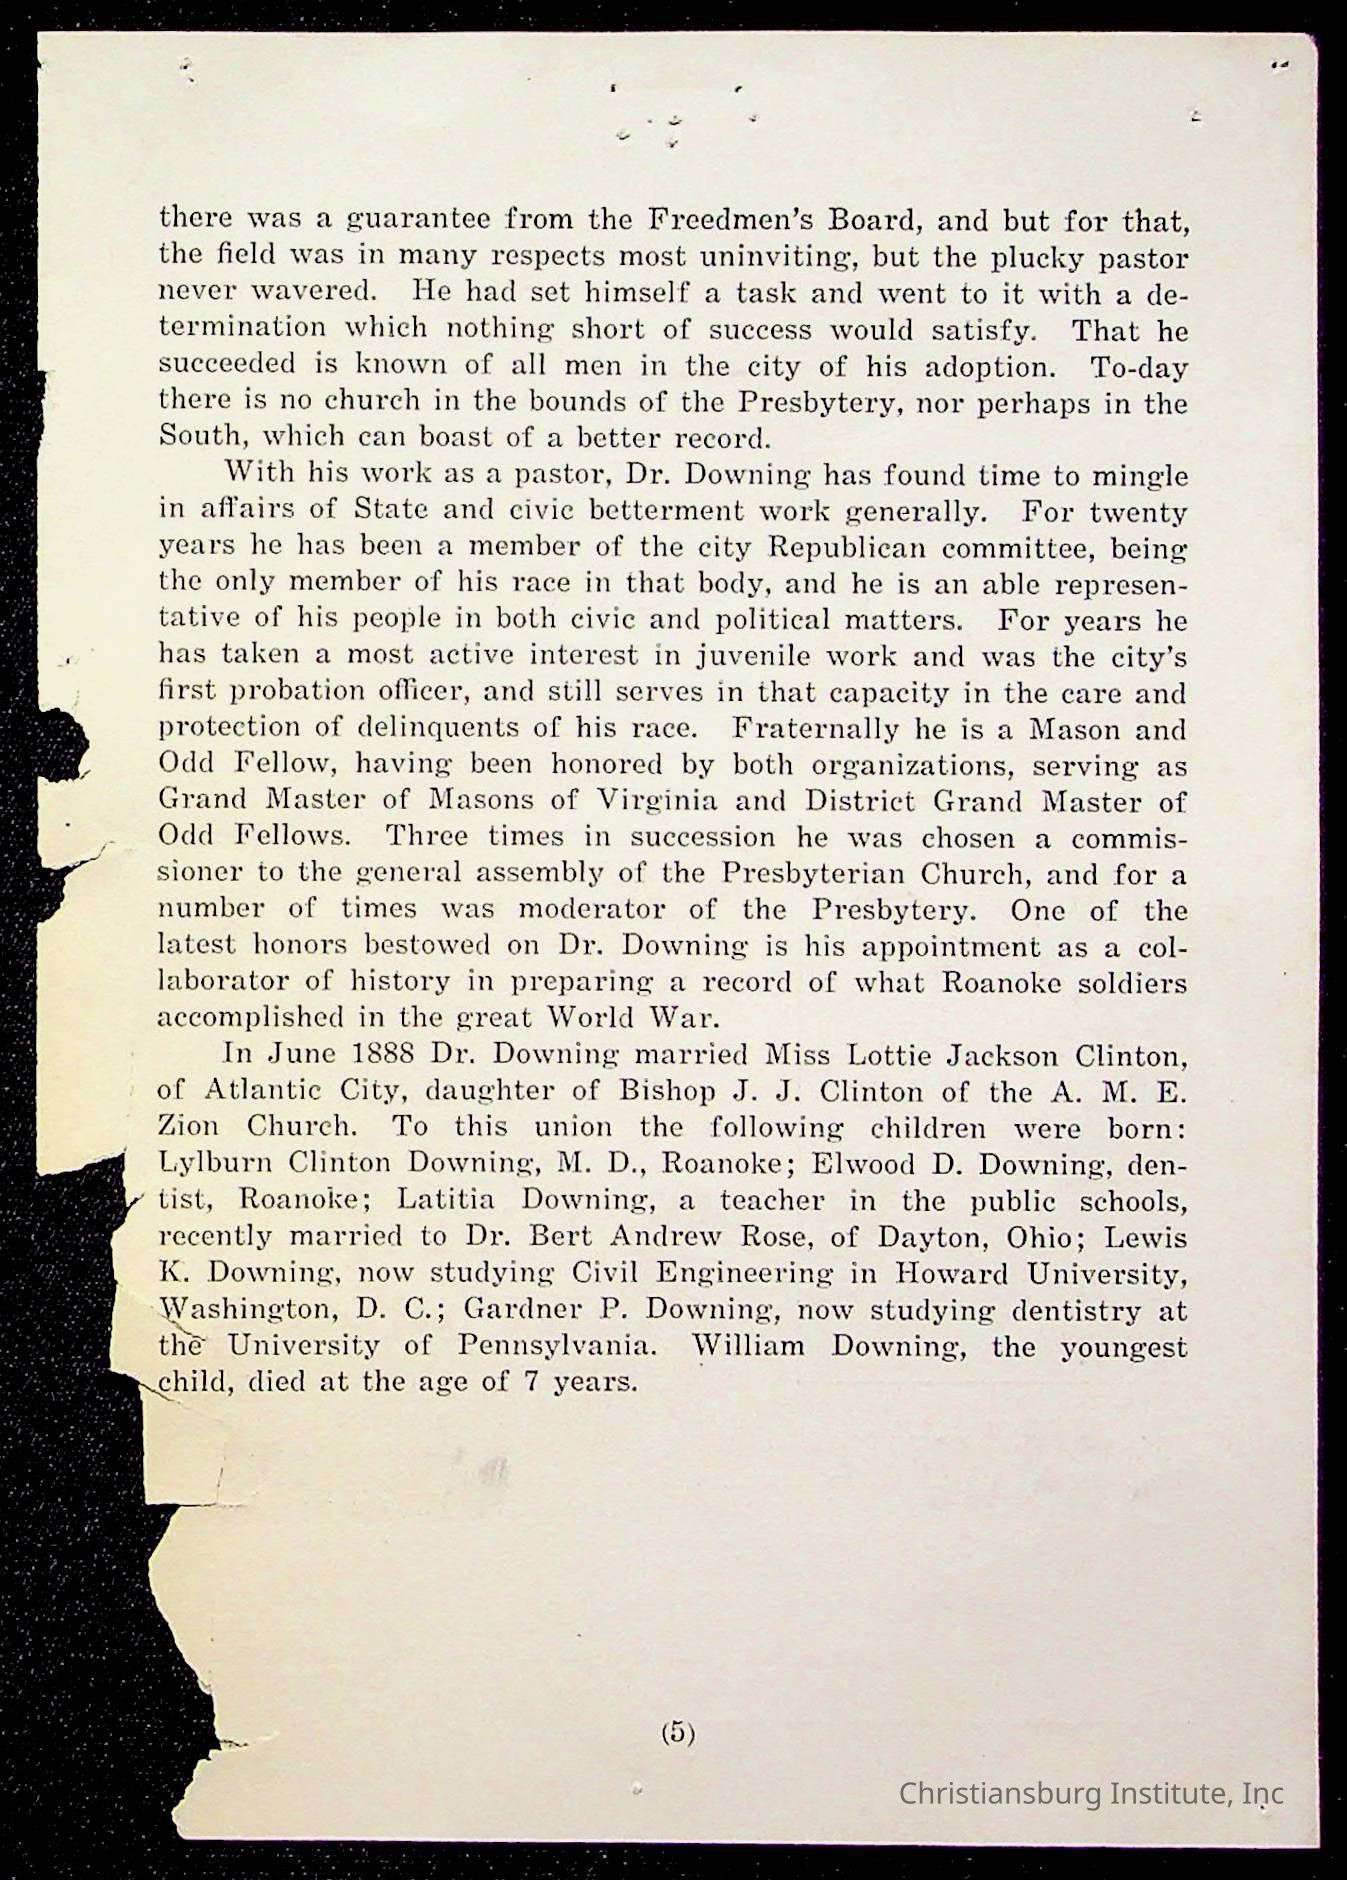 there was a guarantee from the Freedmen's Board, and but for that,
the field was in many respects most uninviting, but the plucky pastor
never wavered. He had set himself a task and went to it with a de-
termination which nothing short of success would satisfy. That he
succeeded is known of all men in the city of his adoption. To-day
there is no church in the bounds of the Presbytery, nor perhaps in the
South, which can boast of a better record.
With his work as a pastor, Dr. Downing has found time to mingle
in affairs of State and civic betterment work generally. For twenty
years he has been a member of the city Republican committee, being
the only member of his race in that body, and he is an able represen-
tative of his people in both civic and political matters. For years he
has taken a most active interest in juvenile work and was the city's
first probation officer, and still serves in that capacity in the care and
protection of delinquents of his race. Fraternally he is a Mason and
Odd Fellow, having been honored by both organizations, serving as
Grand Master of Masons of Virginia and District Grand Master of
Odd Fellows. Three times in succession he was chosen a commis-
sioner to the general assembly of the Presbyterian Church, and for a
number of times was moderator of the Presbytery. One of the
latest honors bestowed on Dr. Downing is his appointment as a col-
laborator of history in preparing a record of what Roanoke soldiers
accomplished in the great World War.
In June 1888 Dr. Downing married Miss Lottie Jackson Clinton,
of Atlantic City, daughter of Bishop J. J. Clinton of the A. M. E.
Zion Church. To this union the following children were born:
Lylburn Clinton Downing, M. D., Roanoke; Elwood D. Downing, den-
tist, Roanoke; Latitia Downing, a teacher in the public schools,
recently married to Dr. Bert Andrew Rose, of Dayton, Ohio; Lewis
K. Downing, now studying Civil Engineering in Howard University,
Washington, D. C.; Gardner P. Downing, now studying dentistry at
the University of Pennsylvania. William Downing, the youngest
child, died at the age of 7 years.
(5)
Christiansburg Institute, Inc